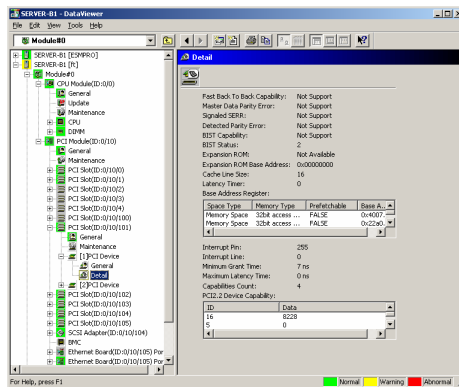 SERVER-B1 - DataViewer
File Edit View Tools Help
Module#0
SERVER-B1 [ESMPRO]
SERVER-B1 [ft]
Module#0
CPU Module(ID:0/0)
General
Update
Maintenance
CPU
DIMM
PCI Module(ID:0/10)
General
Maintenance
PCI Slot(ID:0/10/0)
PCI Slot(ID:0/10/1)
PCI Slot(ID:0/10/2)
PCI Slot(ID:0/10/3)
PCI Slot(ID:0/10/4)
PCI Slot(ID:0/10/100)
PCI Slot(ID:0/10/101)
General
Maintenance
[1]PCI Device
General
Detail
[2]PCI Device
PCI Slot(ID:0/10/102)
PCI Slot(ID:0/10/103)
PCI Slot(ID:0/10/104)
PCI Slot(ID:0/10/105)
SCSI Adapter(ID:0/10/104)
BMC
Ethernet Board(ID:0/10/105) Por
Ethernet Board(ID:0/10/105) Por
Detail
Fast Back To Back Capability: Not Support
Master Data Parity Error: Not Support
Signaled SERR: Not Support
Detected Parity Error: Not Support
BIST Capability: Not Support
BIST Status: 2
Expansion ROM: Not Available
Expansion ROM Base Address: 0x00000000
Cache Line Size: 16
Latency Timer: 0
Base Address Register:
Space Type Memory Type Prefetchable Base A...
Memory Space 32bit access ... FALSE 0x4007.
Memory Space 32bit access ... FALSE 0x22a0.
Interrupt Pin: 255
Interrupt Line: 0
Minimum Grant Time: 7 ns
Maximum Latency Time: 0 ns
Capabilities Count: 4
PCI2.2 Device Capability:
ID Data
16 8228
5 0
For Help, press F1
Normal Warning Abnormal